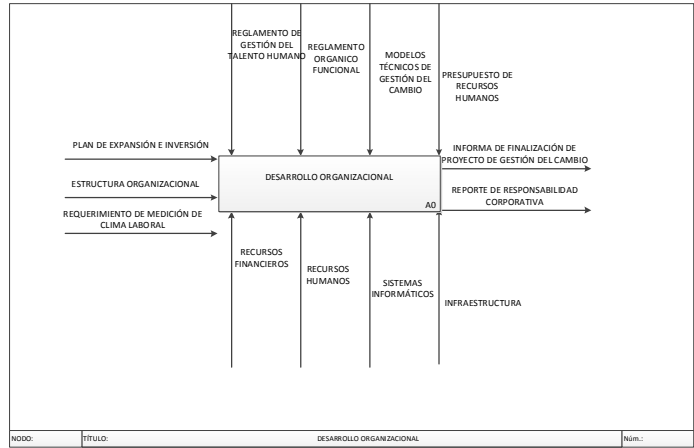 REGLAMENTO DE
GESTIÓN DEL
TALENTO HUMANO
REGLAMENTO
ORGANICO
FUNCIONAL
MODELOS
TÉCNICOS DE
GESTIÓN DEL
CAMBIO
PRESUPUESTO DE
RECURSOS
HUMANOS
PLAN DE EXPANSIÓN E INVERSIÓN
ESTRUCTURA ORGANIZACIONAL
REQUERIMIENTO DE MEDICIÓN DE
CLIMA LABORAL
DESARROLLO ORGANIZACIONAL
A0
INFORMA DE FINALIZACIÓN DE
PROYECTO DE GESTIÓN DEL CAMBIO
REPORTE DE RESPONSABILIDAD
CORPORATIVA
RECURSOS
FINANCIEROS
RECURSOS
HUMANOS
SISTEMAS
INFORMÁTICOS
INFRAESTRUCTURA
NODO:
TÍTULO:
DESARROLLO ORGANIZACIONAL
Núm.: